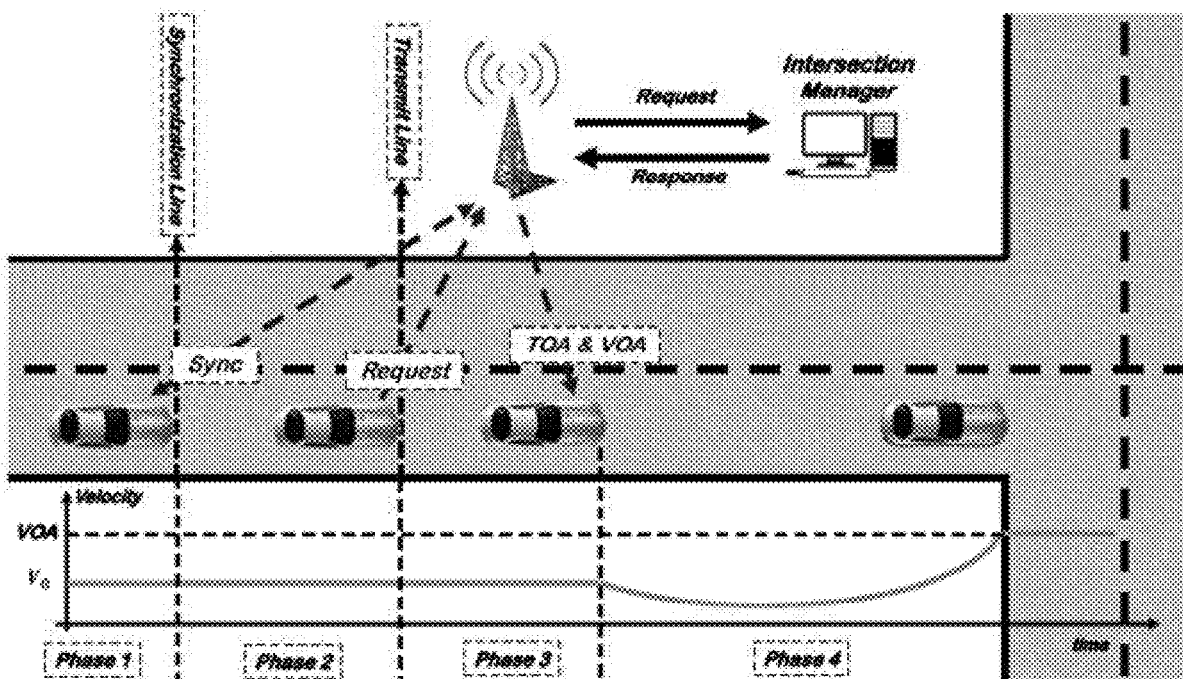 Synchronization Line
Transmit Line
Intersection
Manager
Request
Response
Sync
Request
TOA & VOA
Velocity
VOA
V₀
time
Phase 1
Phase 2
Phase 3
Phase 4